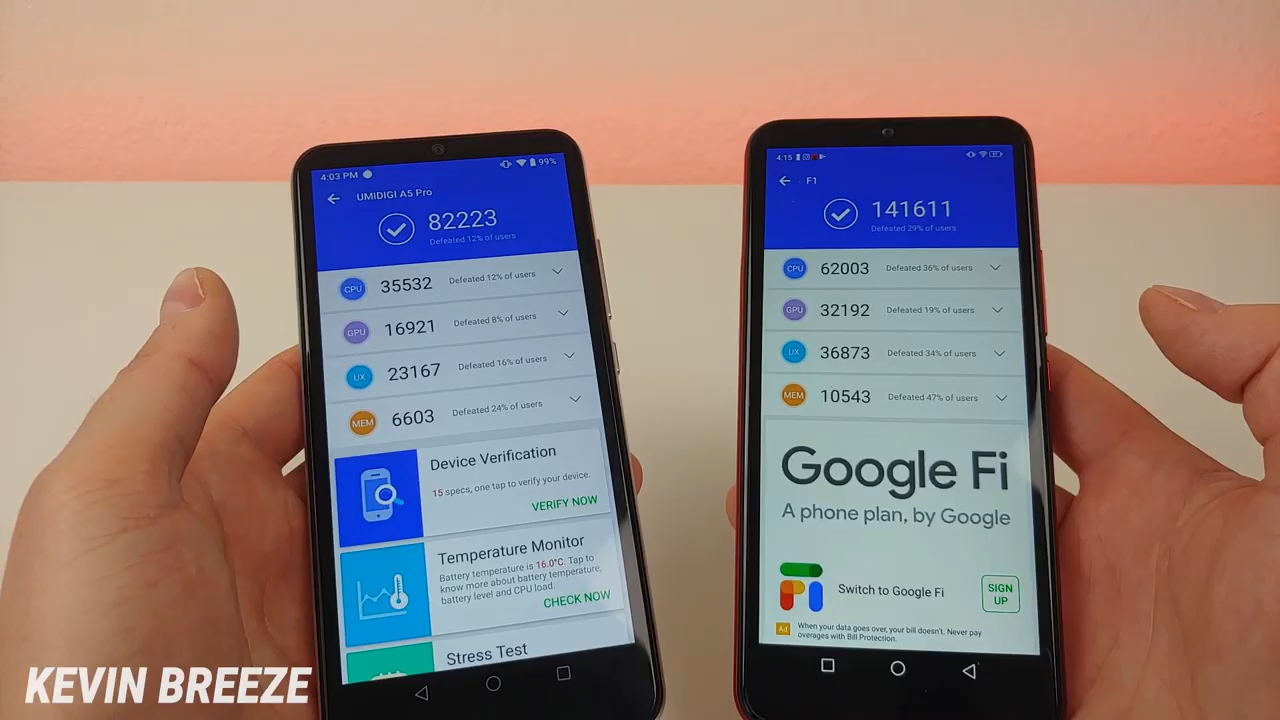 4:03 PM
99%
UMIDIGI A5 Pro
82223
Defeated 12% of users
CPU 35532 Defeated 12% of users
GPU 16921 Defeated 8% of users
UX 23167 Defeated 16% of users
MEM 6603 Defeated 24% of users
Device Verification
15 specs, one tap to verify your device.
VERIFY NOW
Temperature Monitor
Battery temperature is 16.0°C. Tap to
know more about battery temperature,
battery level and CPU load.
CHECK NOW
Stress Test
4:15
F1
141611
Defeated 29% of users
CPU 62003 Defeated 36% of users
GPU 32192 Defeated 19% of users
UX 36873 Defeated 34% of users
MEM 10543 Defeated 47% of users
Google Fi
A phone plan, by Google
Fi
Switch to Google Fi
SIGN
UP
Ad
When your data goes over, your bill doesn't. Never pay
overages with Bill Protection.
KEVIN BREEZE